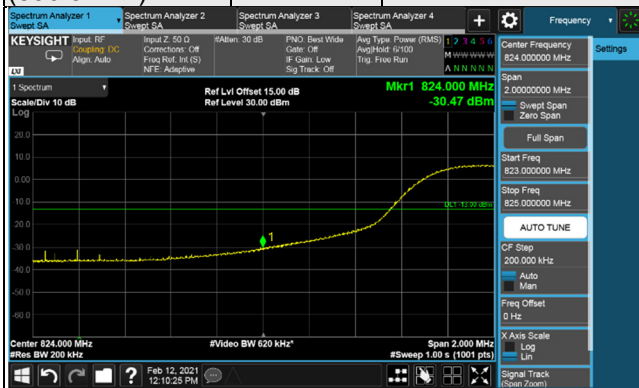 Spectrum Analyzer 1
Swept SA
Spectrum Analyzer 2
Swept SA
Spectrum Analyzer 3
Swept SA
Spectrum Analyzer 4
Swept SA
Frequency
KEYSIGHT
Input: RF
Coupling: DC
Align: Auto
Input Z: 50 Ω
Corrections: Off
Freq Ref: Int (S)
NFE: Adaptive
#Atten: 30 dB
PNO: Best Wide
Gate: Off
IF Gain: Low
Sig Track: Off
Avg Type: Power (RMS)
Avg|Hold: 6/100
Trig: Free Run
1 2 3 4 5 6
M W W W W W
A N N N N N
LXI
1 Spectrum
Scale/Div 10 dB
Log
Ref Lvl Offset 15.00 dB
Ref Level 30.00 dBm
Mkr1 824.000 MHz
-30.47 dBm
20.0
10.0
0.00
-10.0
DL1 -13.00 dBm
-20.0
1
-30.0
-40.0
-50.0
-60.0
Center 824.000 MHz
#Res BW 200 kHz
#Video BW 620 kHz*
Span 2.000 MHz
#Sweep 1.00 s (1001 pts)
Feb 12, 2021
12:10:25 PM
Center Frequency
824.000000 MHz
Settings
Span
2.00000000 MHz
Swept Span
Zero Span
Full Span
Start Freq
823.000000 MHz
Stop Freq
825.000000 MHz
AUTO TUNE
CF Step
200.000 kHz
Auto
Man
Freq Offset
0 Hz
X Axis Scale
Log
Lin
Signal Track
(Span Zoom)